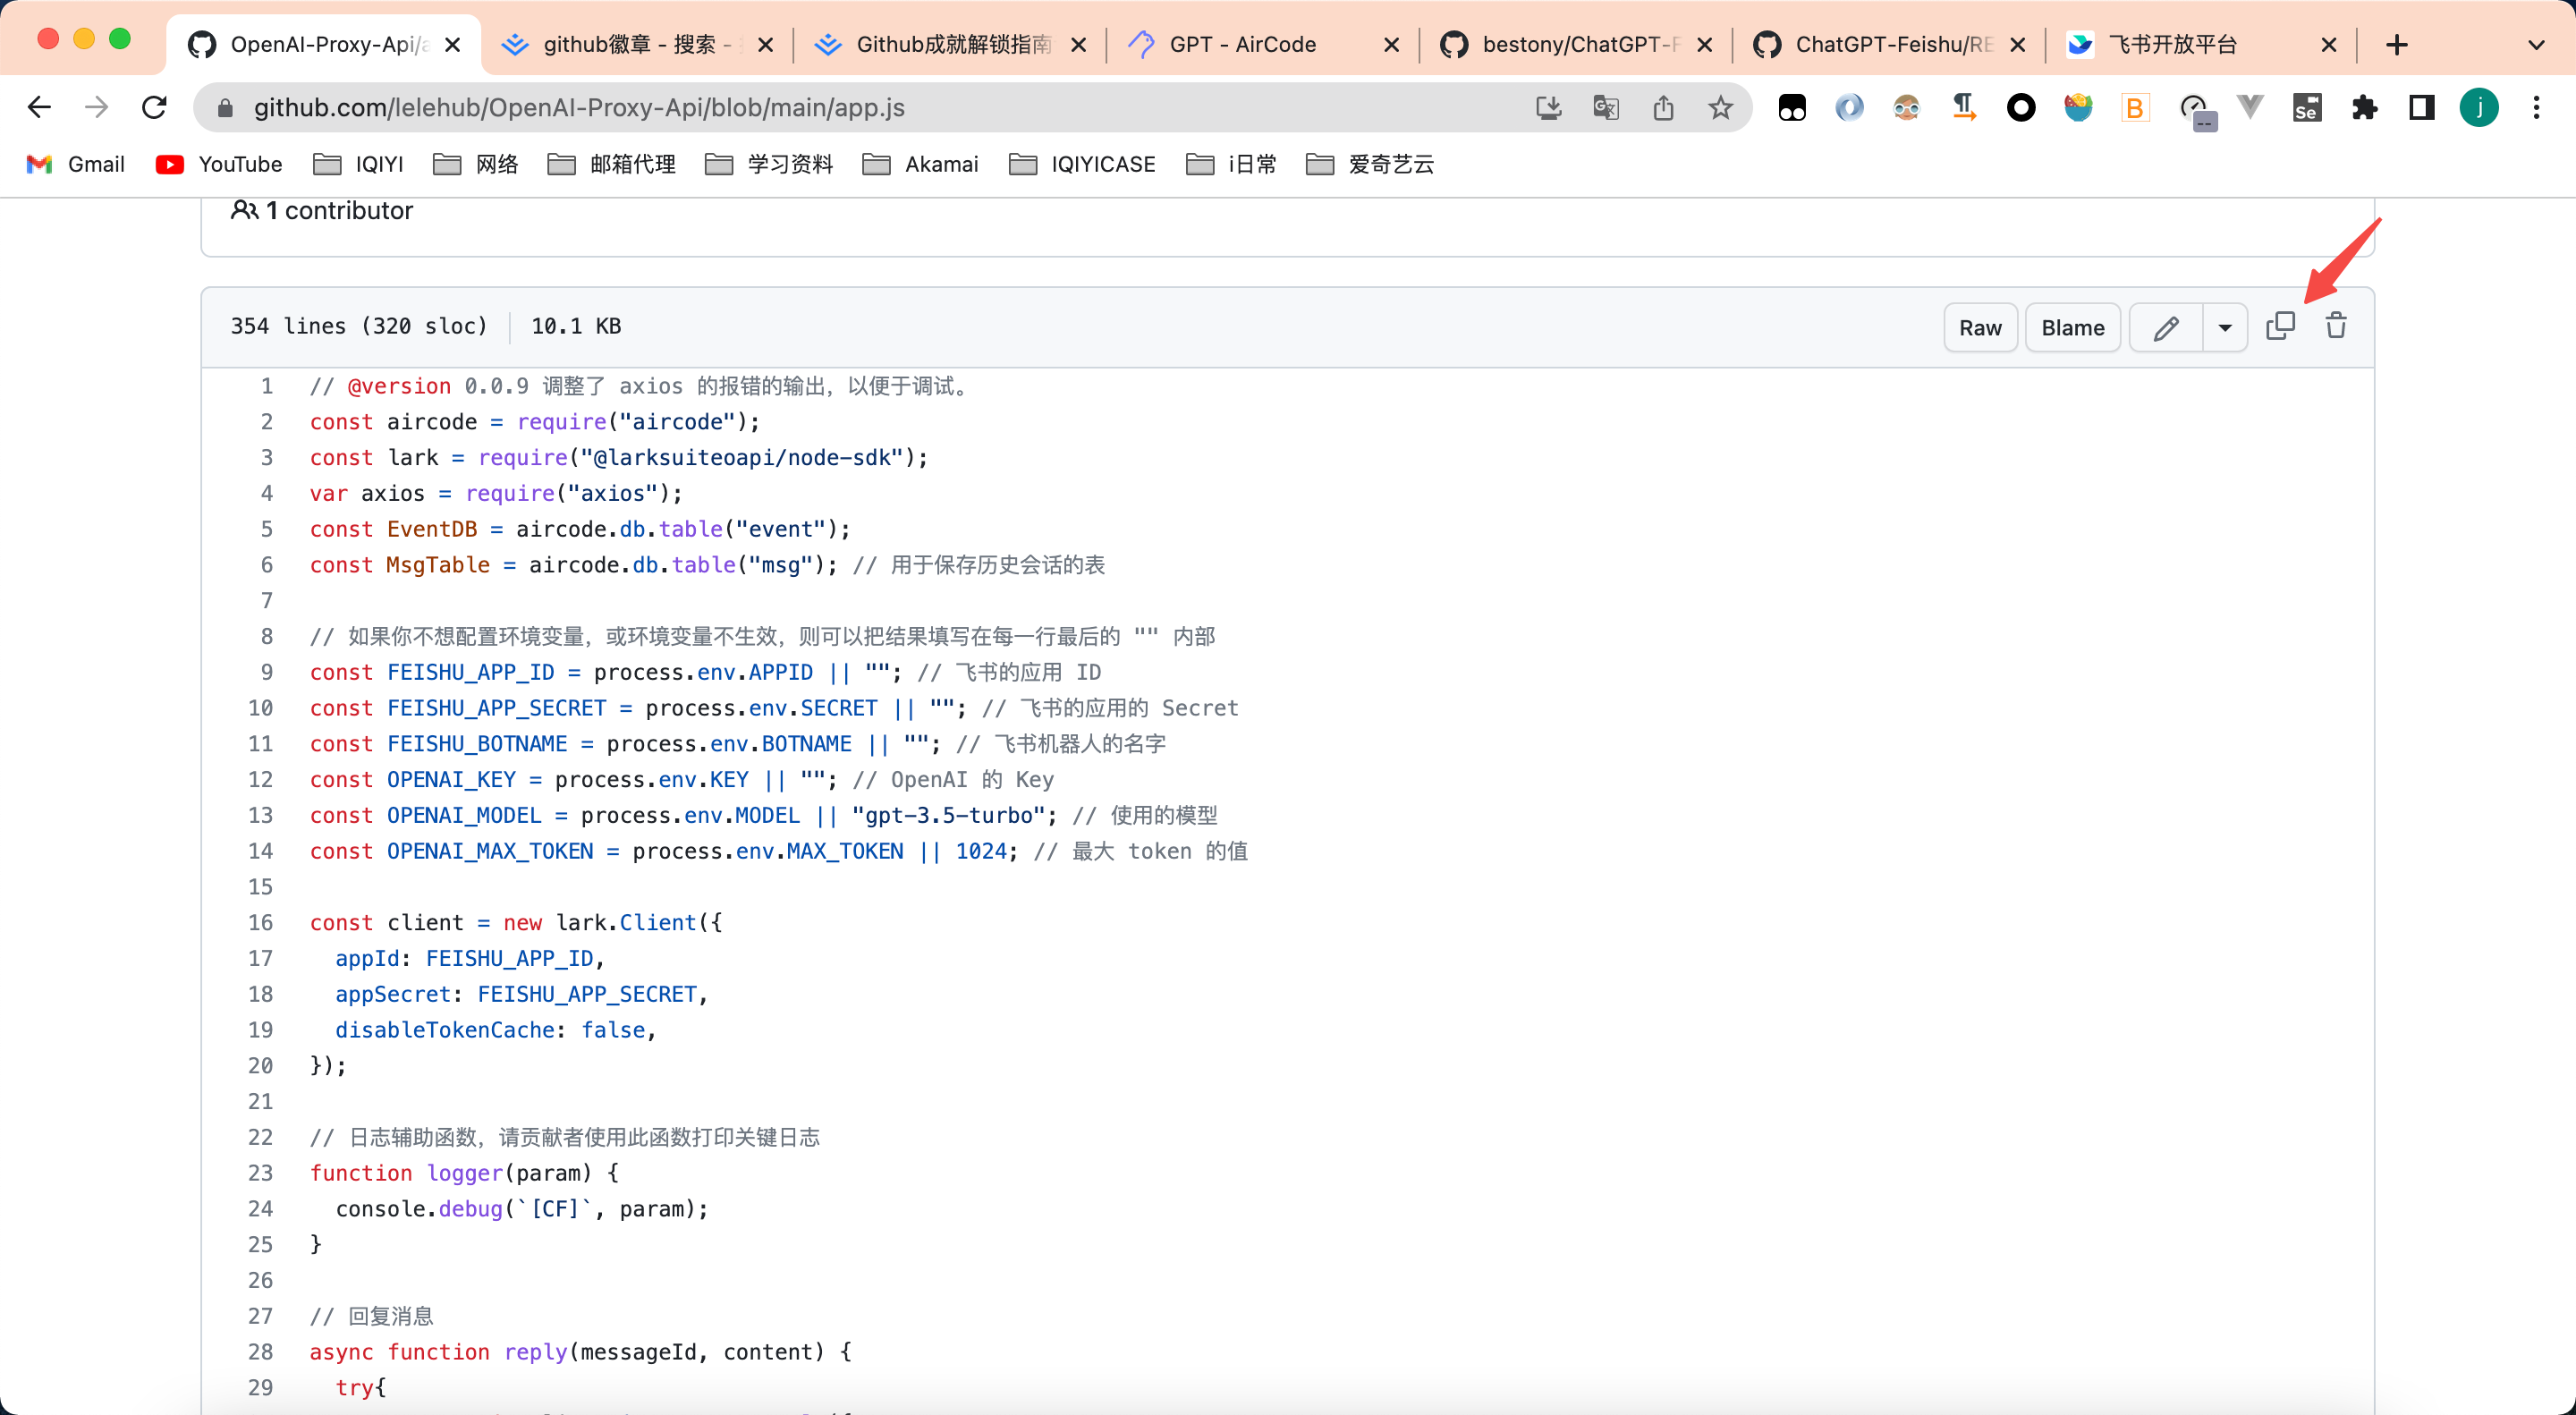 OpenAI-Proxy-Api/a
github徽章 - 搜索 -
Github成就解锁指南
GPT - AirCode
bestony/ChatGPT-F
ChatGPT-Feishu/RE
飞书开放平台
github.com/lelehub/OpenAI-Proxy-Api/blob/main/app.js
B
Se
j
Gmail
YouTube
IQIYI
网络
邮箱代理
学习资料
Akamai
IQIYICASE
i日常
爱奇艺云
1 contributor
354 lines (320 sloc) 10.1 KB
Raw
Blame
1 // @version 0.0.9 调整了 axios 的报错的输出，以便于调试。
2 const aircode = require("aircode");
3 const lark = require("@larksuiteoapi/node-sdk");
4 var axios = require("axios");
5 const EventDB = aircode.db.table("event");
6 const MsgTable = aircode.db.table("msg"); // 用于保存历史会话的表
7
8 // 如果你不想配置环境变量，或环境变量不生效，则可以把结果填写在每一行最后的 "" 内部
9 const FEISHU_APP_ID = process.env.APPID || ""; // 飞书的应用 ID
10 const FEISHU_APP_SECRET = process.env.SECRET || ""; // 飞书的应用的 Secret
11 const FEISHU_BOTNAME = process.env.BOTNAME || ""; // 飞书机器人的名字
12 const OPENAI_KEY = process.env.KEY || ""; // OpenAI 的 Key
13 const OPENAI_MODEL = process.env.MODEL || "gpt-3.5-turbo"; // 使用的模型
14 const OPENAI_MAX_TOKEN = process.env.MAX_TOKEN || 1024; // 最大 token 的值
15
16 const client = new lark.Client({
17 appId: FEISHU_APP_ID,
18 appSecret: FEISHU_APP_SECRET,
19 disableTokenCache: false,
20 });
21
22 // 日志辅助函数，请贡献者使用此函数打印关键日志
23 function logger(param) {
24 console.debug(`[CF]`, param);
25 }
26
27 // 回复消息
28 async function reply(messageId, content) {
29 try{